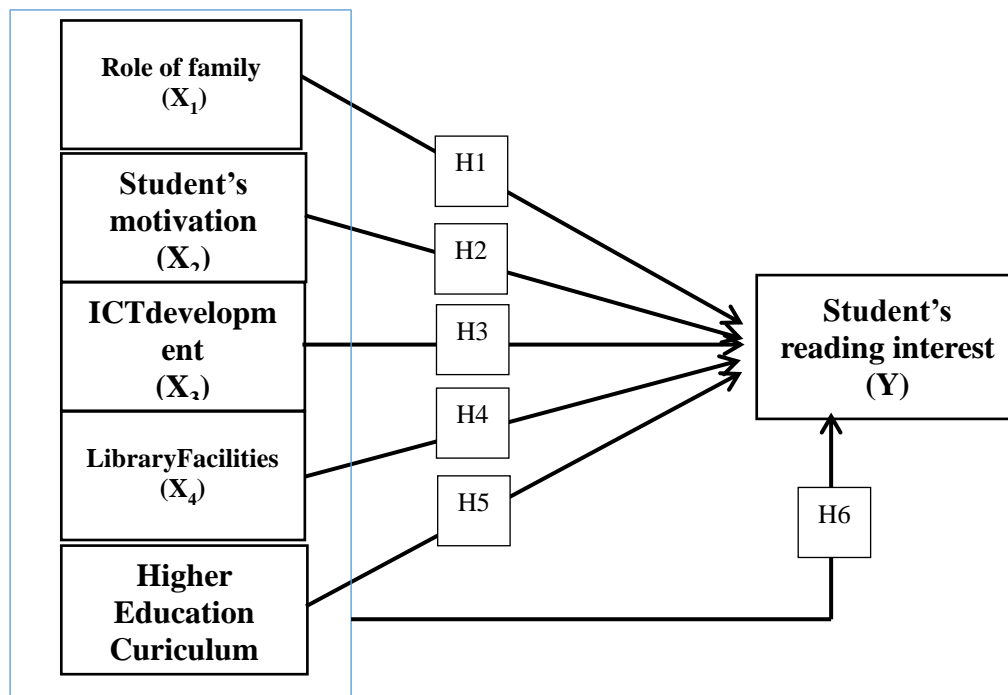 Role of family
(X₁)
Student's
motivation
(X₂)
ICTdevelopm
ent
(X₃)
LibraryFacilities
(X₄)
Higher
Education
Curiculum
H1
H2
H3
H4
H5
H6
Student's
reading interest
(Y)